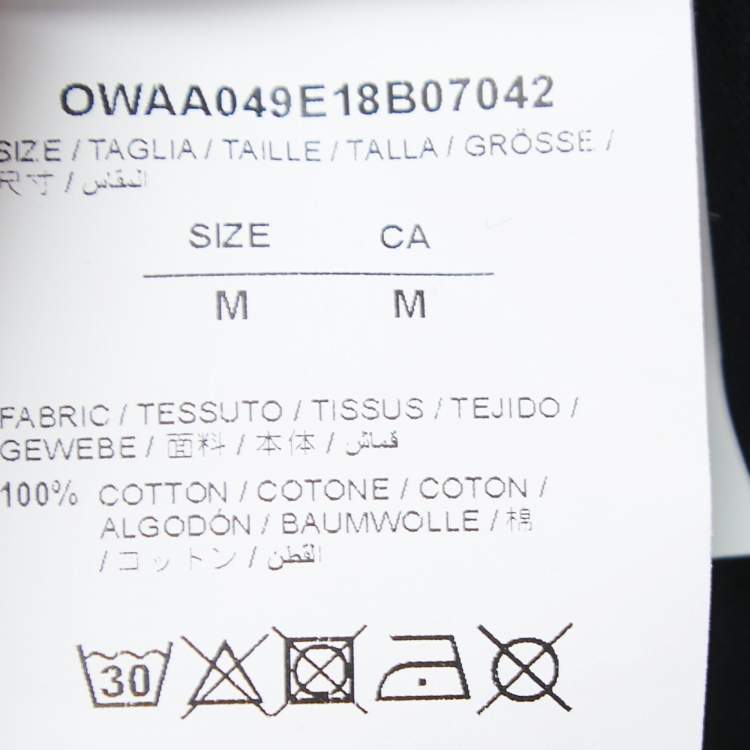 OWAA049E18B07042
SIZE / TAGLIA / TAILLE / TALLA / GRÖSSE /
尺寸 / المقاس
SIZE CA
M M
FABRIC / TESSUTO / TISSUS / TEJIDO /
GEWEBE / 面料 / 本体 / قماش
100% COTTON / COTONE / COTON /
ALGODÓN / BAUMWOLLE / 棉
/ コットン / القطن
30